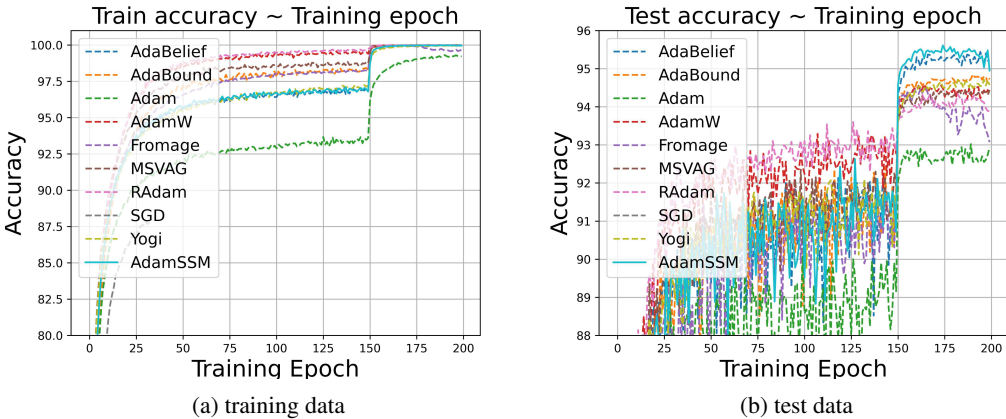 Train accuracy ~ Training epoch
100.0
97.5
95.0
92.5
90.0
87.5
85.0
82.5
80.0
Accuracy
AdaBelief
AdaBound
Adam
AdamW
Fromage
MSVAG
RAdam
SGD
Yogi
AdamSSM
0 25 50 75 100 125 150 175 200
Training Epoch
(a) training data
Test accuracy ~ Training epoch
96
95
94
93
92
91
90
89
88
Accuracy
AdaBelief
AdaBound
Adam
AdamW
Fromage
MSVAG
RAdam
SGD
Yogi
AdamSSM
0 25 50 75 100 125 150 175 200
Training Epoch
(b) test data